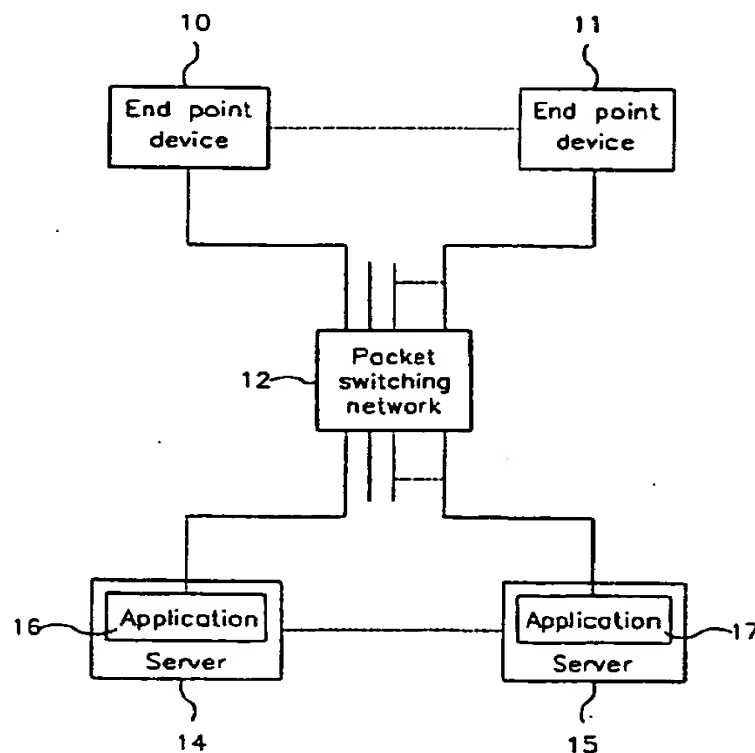 10
11
End point
device
End point
device
12
Packet
switching
network
16
Application
Server
Application
17
Server
14
15